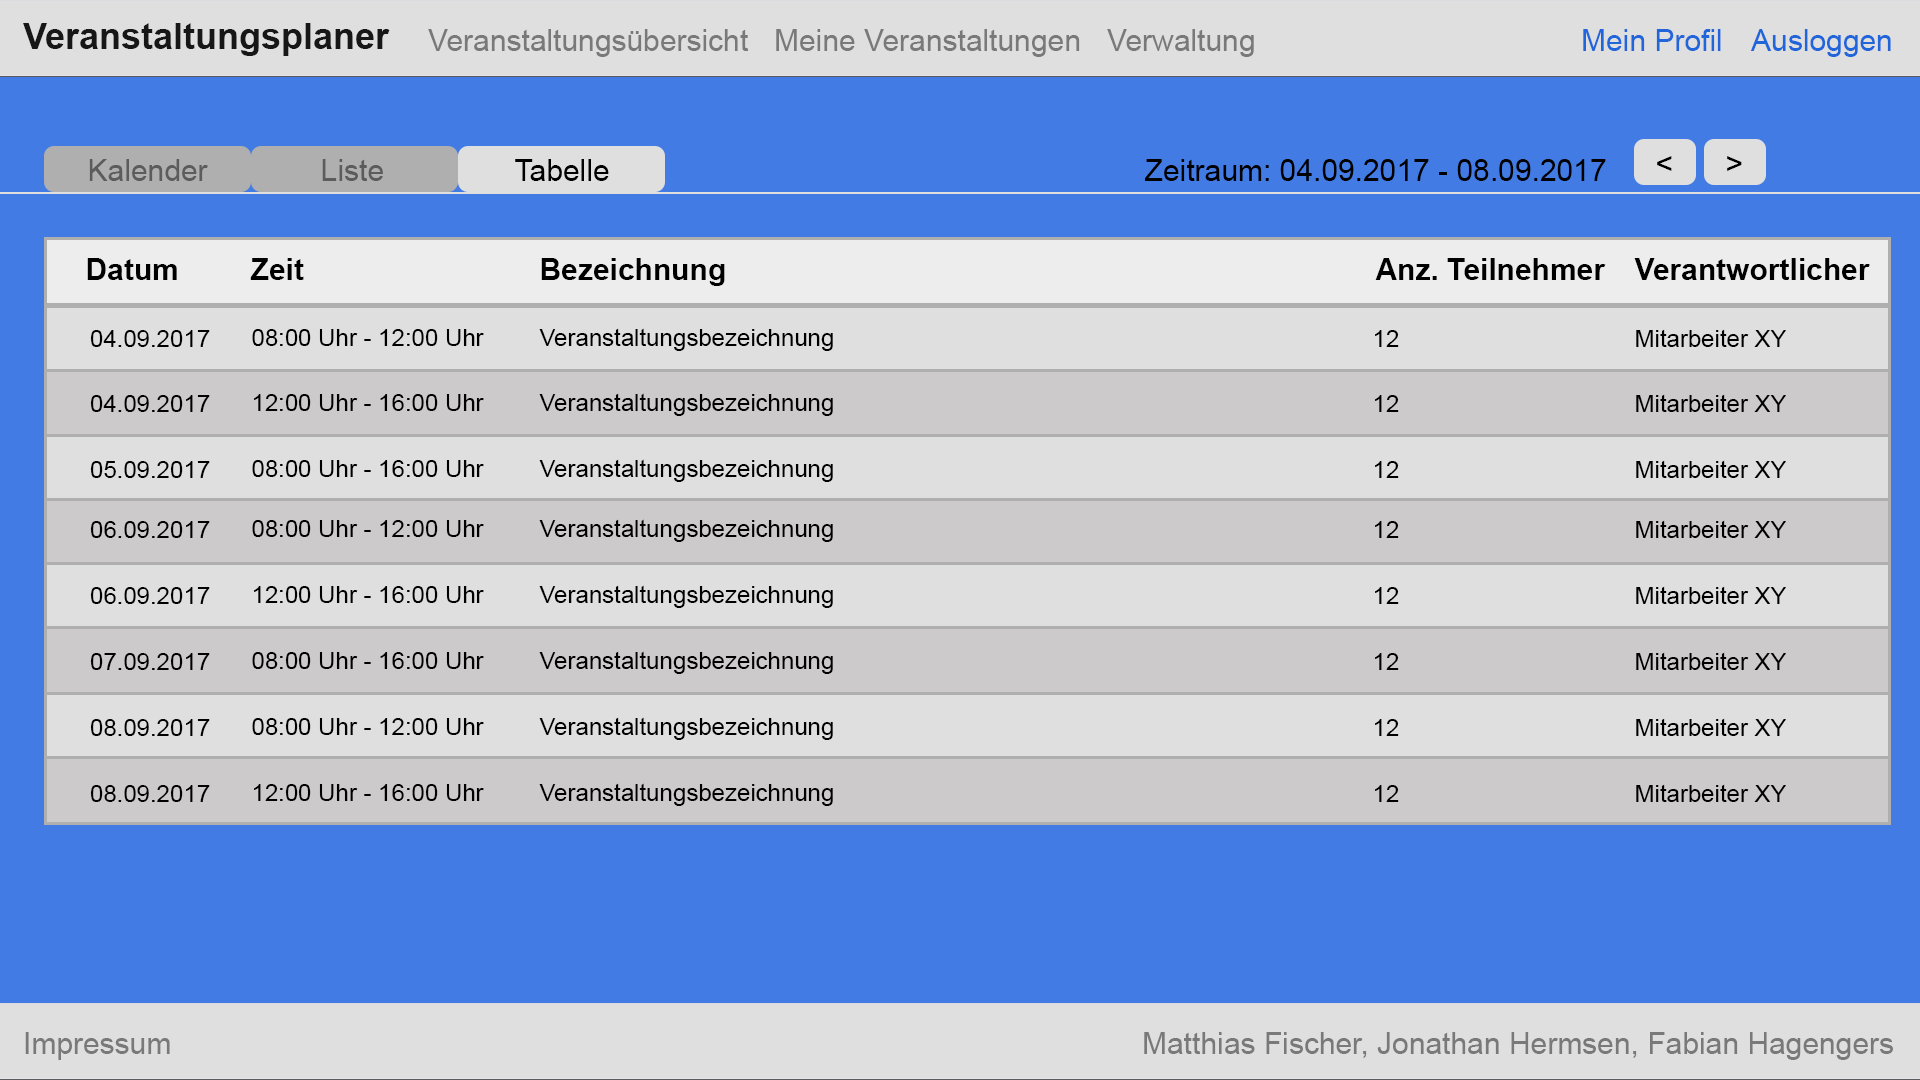 Veranstaltungsplaner Veranstaltungsübersicht Meine Veranstaltungen Verwaltung Mein Profil Ausloggen
Kalender Liste Tabelle Zeitraum: 04.09.2017 - 08.09.2017 < >
Datum Zeit Bezeichnung Anz. Teilnehmer Verantwortlicher
04.09.2017 08:00 Uhr - 12:00 Uhr Veranstaltungsbezeichnung 12 Mitarbeiter XY
04.09.2017 12:00 Uhr - 16:00 Uhr Veranstaltungsbezeichnung 12 Mitarbeiter XY
05.09.2017 08:00 Uhr - 16:00 Uhr Veranstaltungsbezeichnung 12 Mitarbeiter XY
06.09.2017 08:00 Uhr - 12:00 Uhr Veranstaltungsbezeichnung 12 Mitarbeiter XY
06.09.2017 12:00 Uhr - 16:00 Uhr Veranstaltungsbezeichnung 12 Mitarbeiter XY
07.09.2017 08:00 Uhr - 16:00 Uhr Veranstaltungsbezeichnung 12 Mitarbeiter XY
08.09.2017 08:00 Uhr - 12:00 Uhr Veranstaltungsbezeichnung 12 Mitarbeiter XY
08.09.2017 12:00 Uhr - 16:00 Uhr Veranstaltungsbezeichnung 12 Mitarbeiter XY
Impressum Matthias Fischer, Jonathan Hermsen, Fabian Hagengers